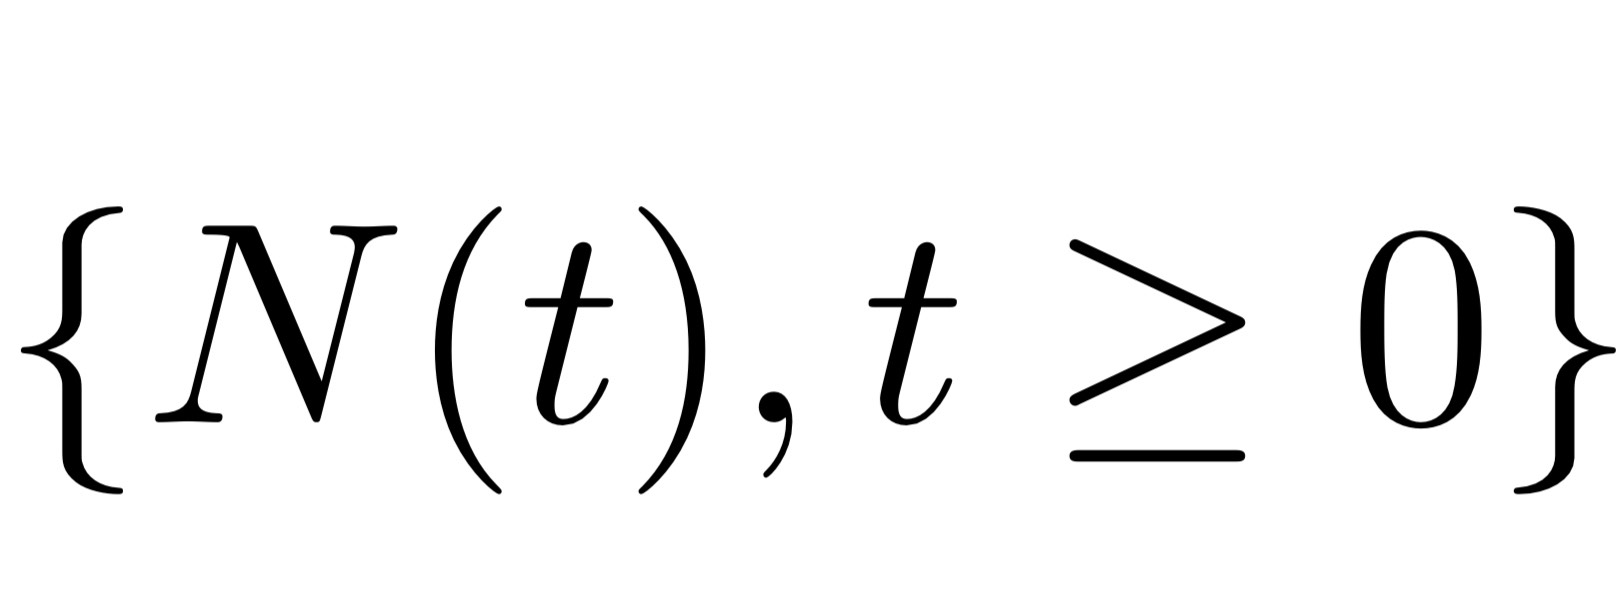 {N(t), t ≥ 0}